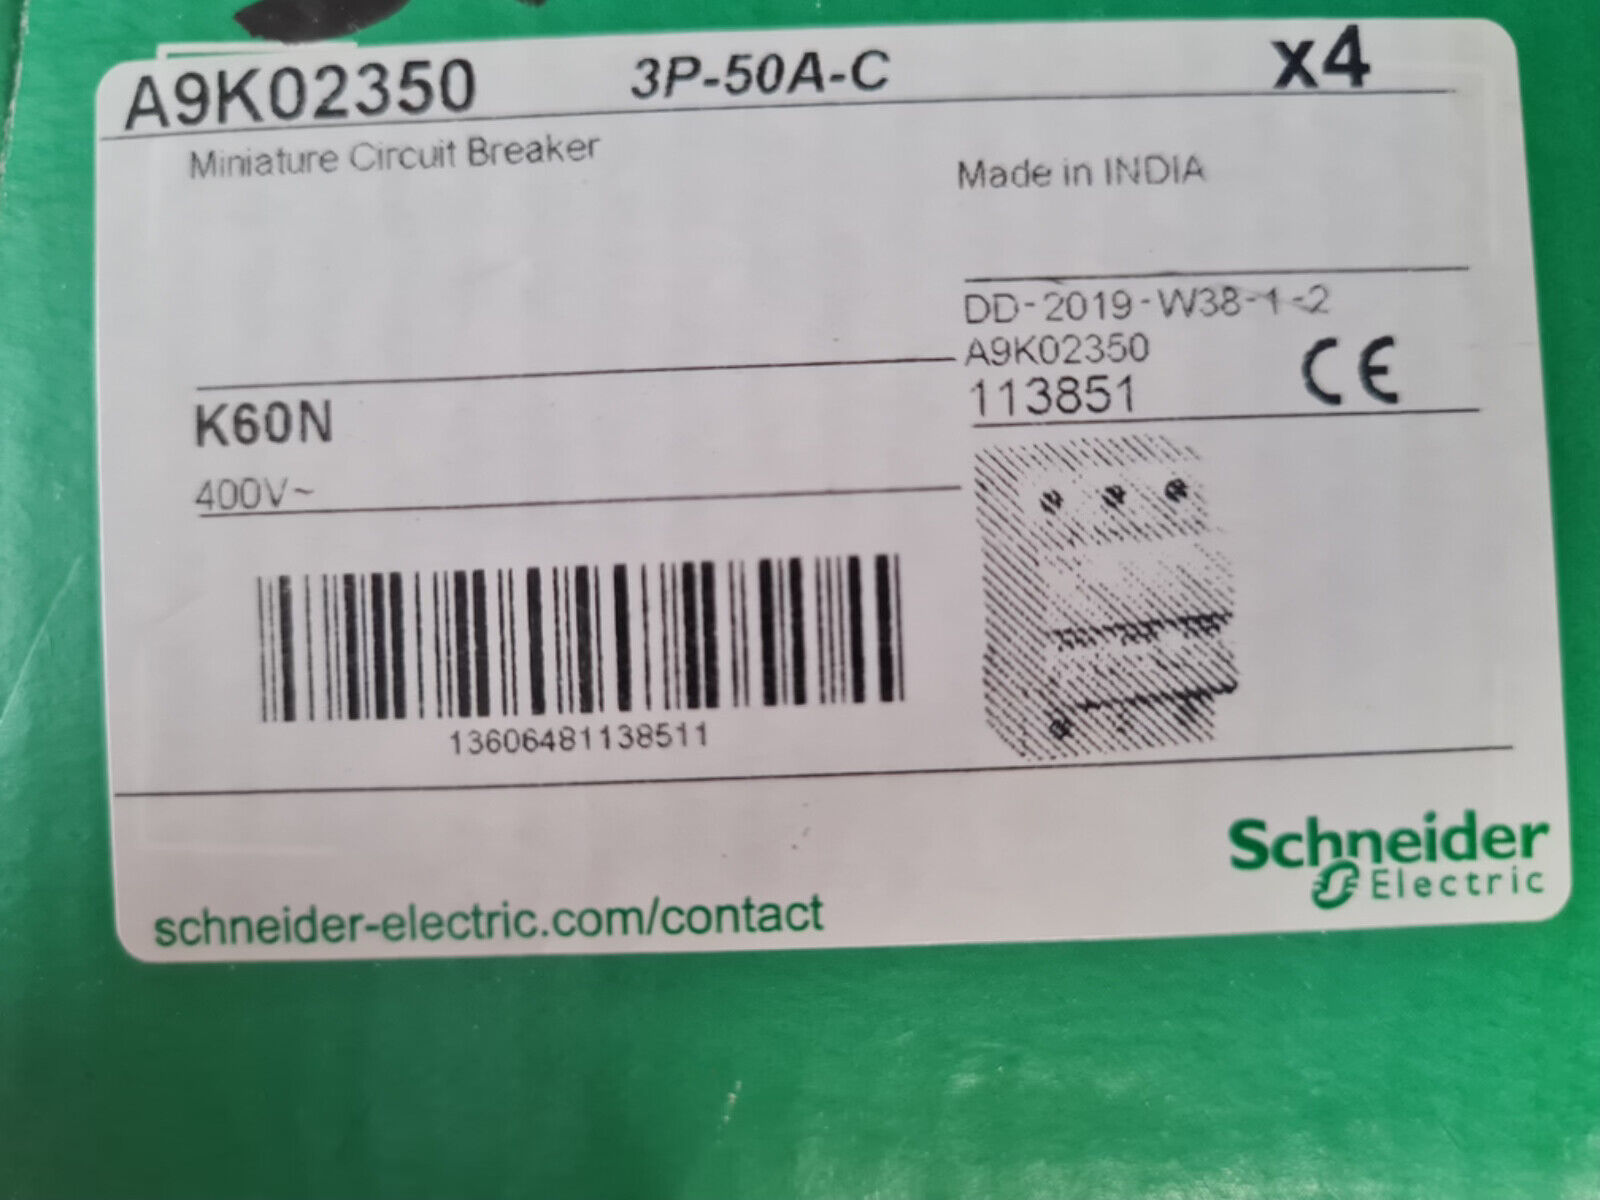 A9K02350 3P-50A-C x4
Miniature Circuit Breaker
Made in INDIA
DD-2019-W38-1-2
A9K02350
113851 CE
K60N
400V~
13606481138511
Schneider
Electric
schneider-electric.com/contact